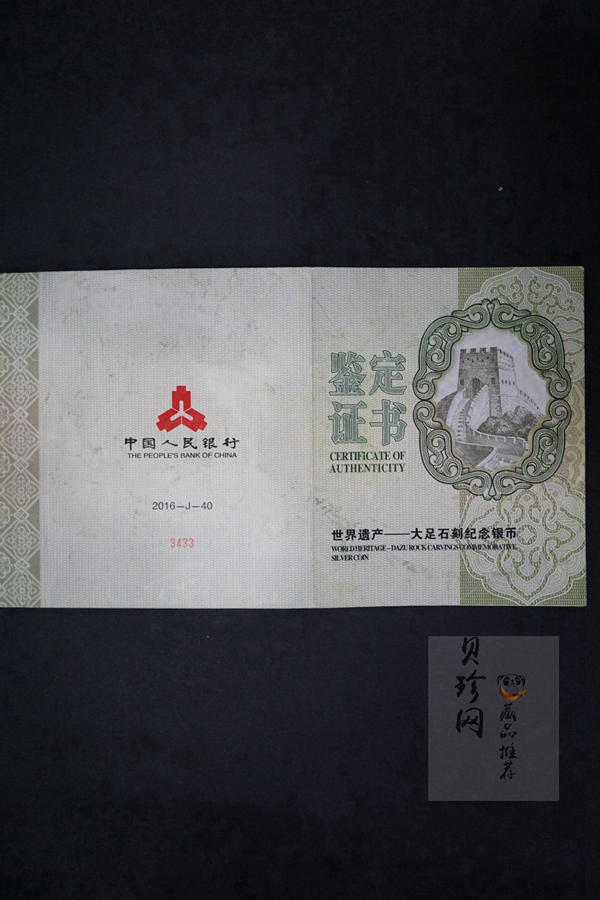 中国人民银行
THE PEOPLE'S BANK OF CHINA
2016-J-40
3433
鉴定
证书
CERTIFICATE OF
AUTHENTICITY
世界遗产——大足石刻纪念银币
WORLD HERITAGE-DAZU ROCK CARVINGS COMMEMORATIVE
SILVER COIN
贝珍网
藏品推荐